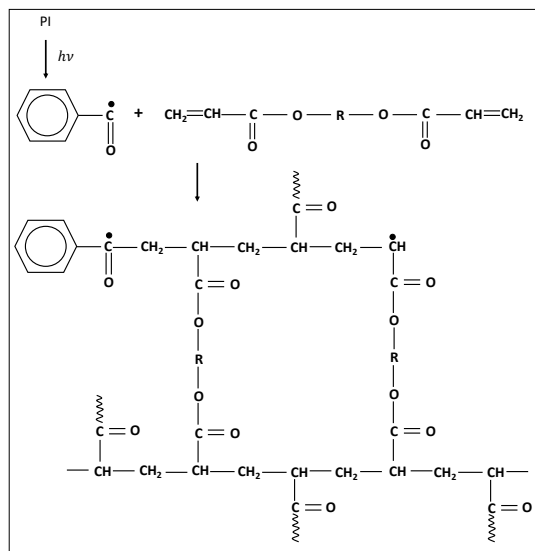 PI
hν
C + CH₂=CH—C—O—R—O—C—CH=CH₂
O O O
C=O
C—CH₂—CH—CH₂—CH—CH₂—CH
O C=O C=O
O O
R R
O O
C=O C=O C=O
—CH—CH₂—CH—CH₂—CH—CH₂—CH—CH₂—CH—
C=O C=O